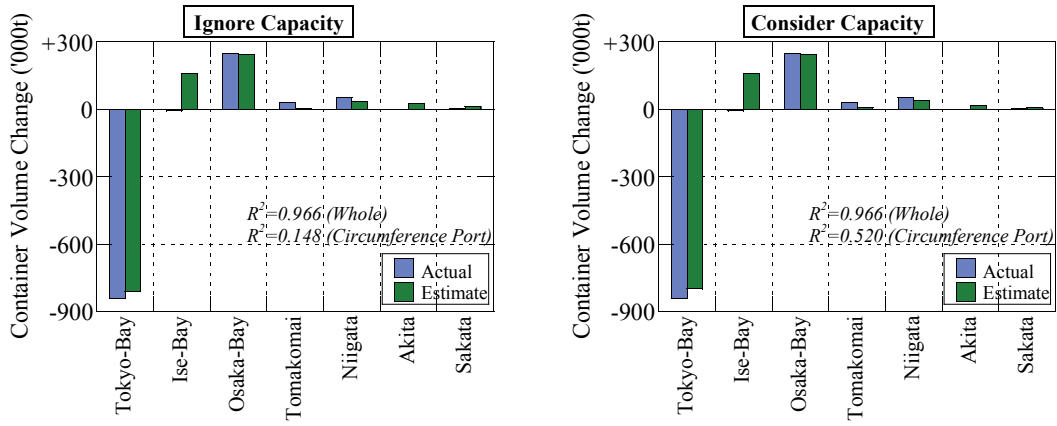 Ignore Capacity
Container Volume Change ('000t)
+300
0
-300
-600
-900
R²=0.966 (Whole)
R²=0.148 (Circumference Port)
Actual
Estimate
Tokyo-Bay
Ise-Bay
Osaka-Bay
Tomakomai
Niigata
Akita
Sakata
Consider Capacity
Container Volume Change ('000t)
+300
0
-300
-600
-900
R²=0.966 (Whole)
R²=0.520 (Circumference Port)
Actual
Estimate
Tokyo-Bay
Ise-Bay
Osaka-Bay
Tomakomai
Niigata
Akita
Sakata